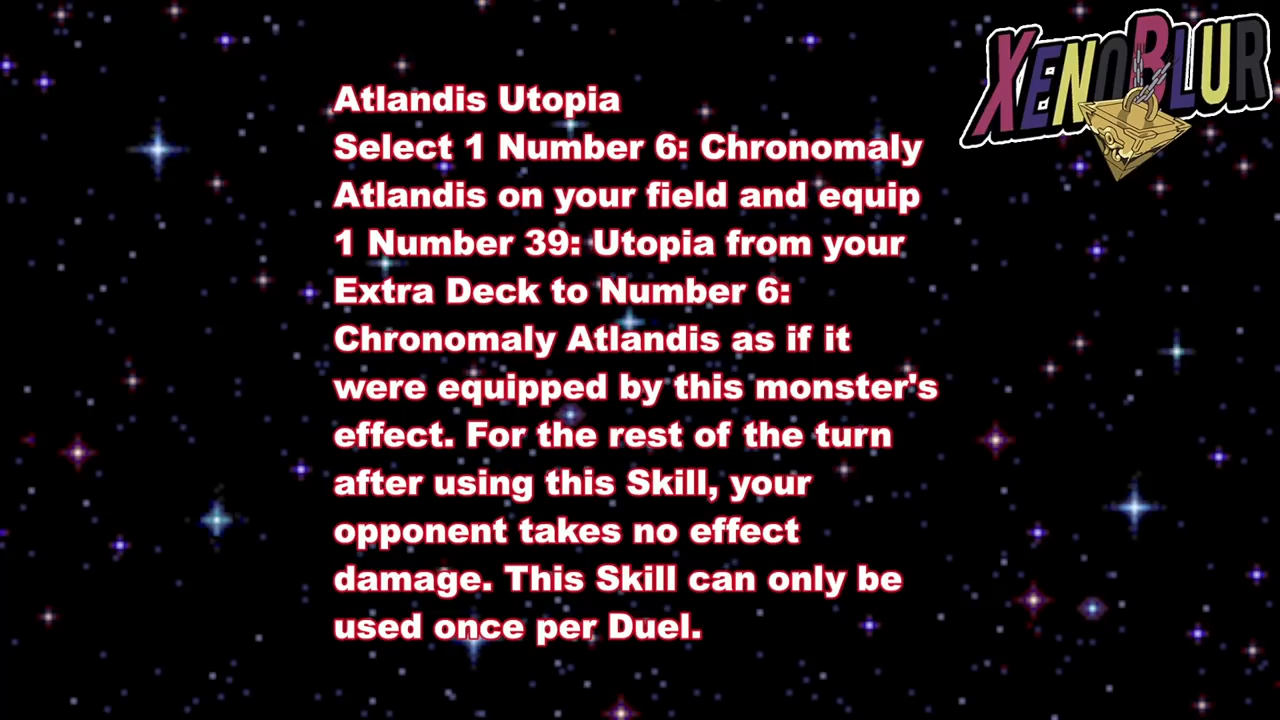 XENOBLUR
Atlandis Utopia
Select 1 Number 6: Chronomaly
Atlandis on your field and equip
1 Number 39: Utopia from your
Extra Deck to Number 6:
Chronomaly Atlandis as if it
were equipped by this monster's
effect. For the rest of the turn
after using this Skill, your
opponent takes no effect
damage. This Skill can only be
used once per Duel.